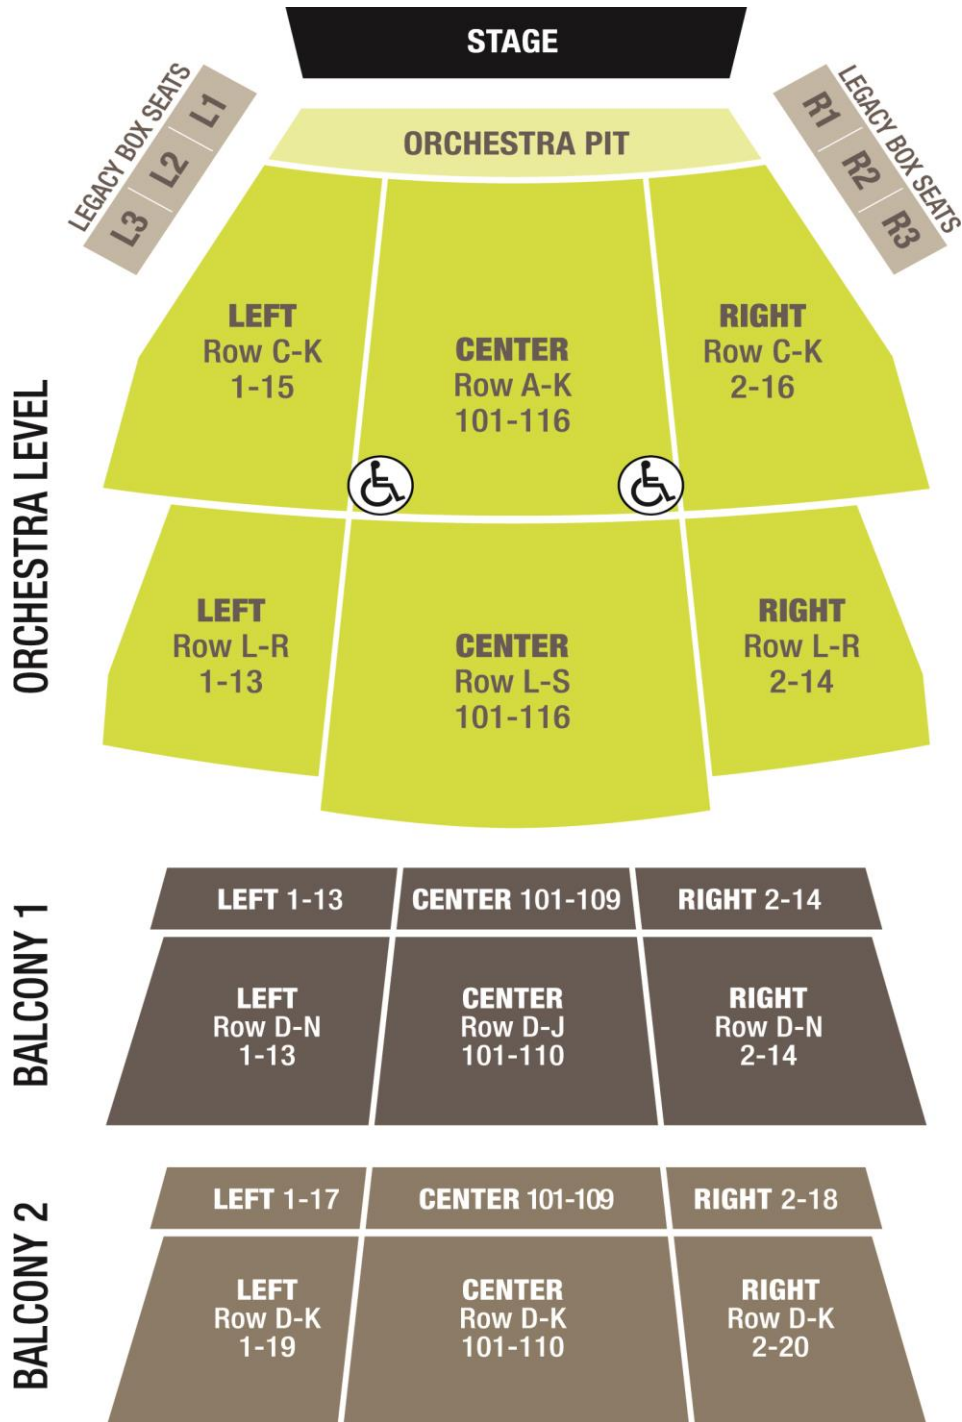 STAGE
LEGACY BOX SEATS
L1
L2
L3
LEGACY BOX SEATS
R1
R2
R3
ORCHESTRA PIT
ORCHESTRA LEVEL
LEFT
Row C-K
1-15
CENTER
Row A-K
101-116
RIGHT
Row C-K
2-16
LEFT
Row L-R
1-13
CENTER
Row L-S
101-116
RIGHT
Row L-R
2-14
BALCONY 1
LEFT 1-13
CENTER 101-109
RIGHT 2-14
LEFT
Row D-N
1-13
CENTER
Row D-J
101-110
RIGHT
Row D-N
2-14
BALCONY 2
LEFT 1-17
CENTER 101-109
RIGHT 2-18
LEFT
Row D-K
1-19
CENTER
Row D-K
101-110
RIGHT
Row D-K
2-20